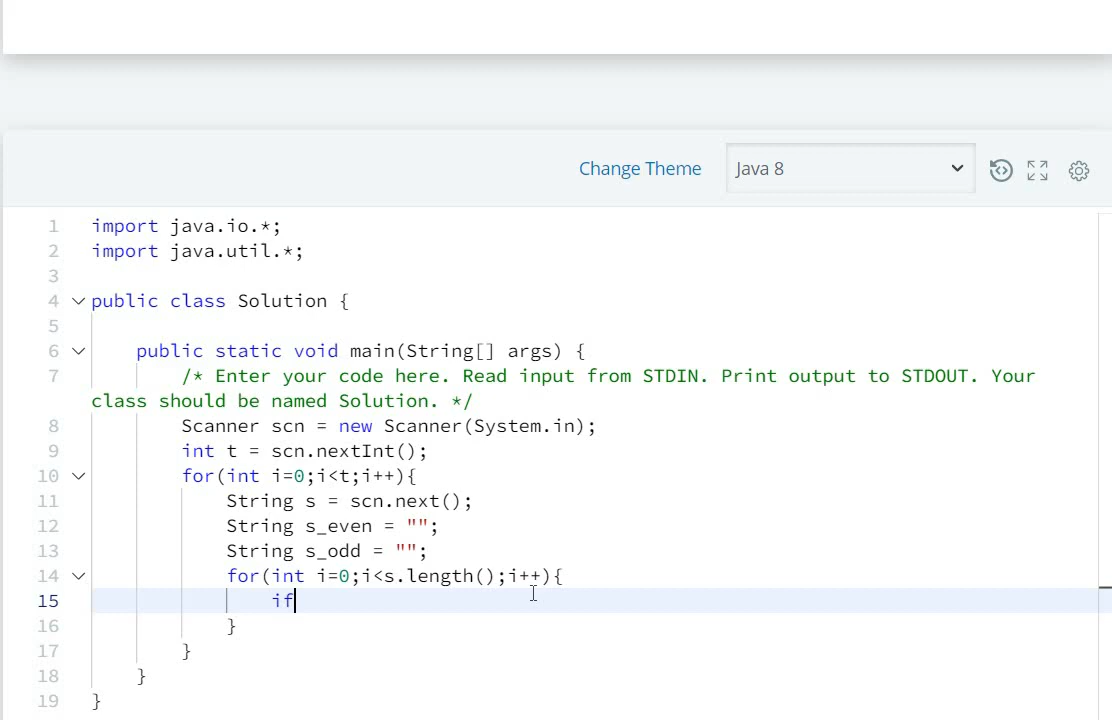 Change Theme Java 8
1 import java.io.*;
2 import java.util.*;
3
4 public class Solution {
5
6 public static void main(String[] args) {
7 /* Enter your code here. Read input from STDIN. Print output to STDOUT. Your
class should be named Solution. */
8 Scanner scn = new Scanner(System.in);
9 int t = scn.nextInt();
10 for(int i=0;i<t;i++){
11 String s = scn.next();
12 String s_even = "";
13 String s_odd = "";
14 for(int i=0;i<s.length();i++){
15 if
16 }
17 }
18 }
19 }